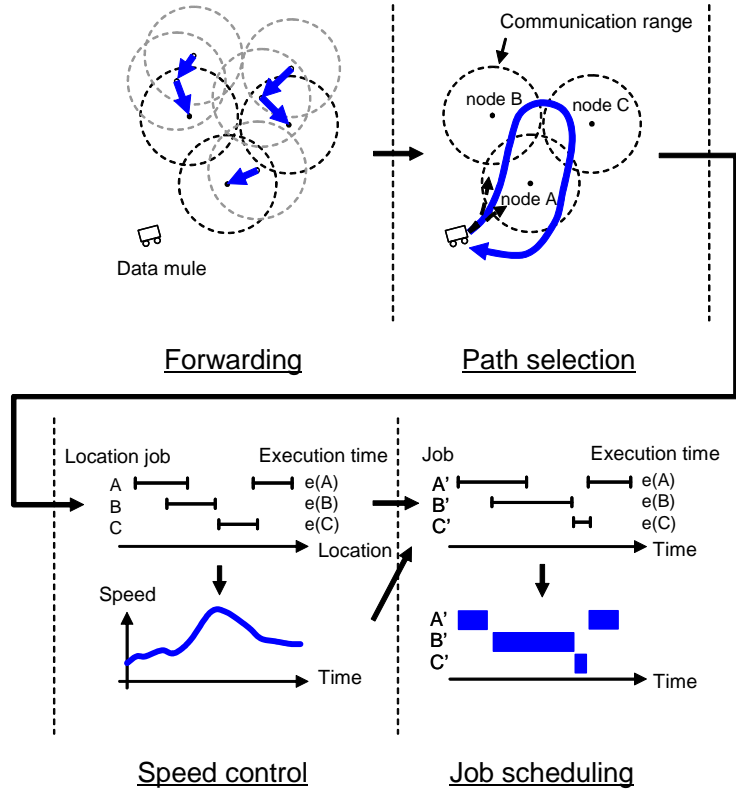 Communication range
node B
node C
node A
Data mule
Forwarding
Path selection
Location job
Execution time
A
e(A)
B
e(B)
C
e(C)
Location
Speed
Time
Speed control
Job
Execution time
A'
e(A)
B'
e(B)
C'
e(C)
Time
A'
B'
C'
Time
Job scheduling